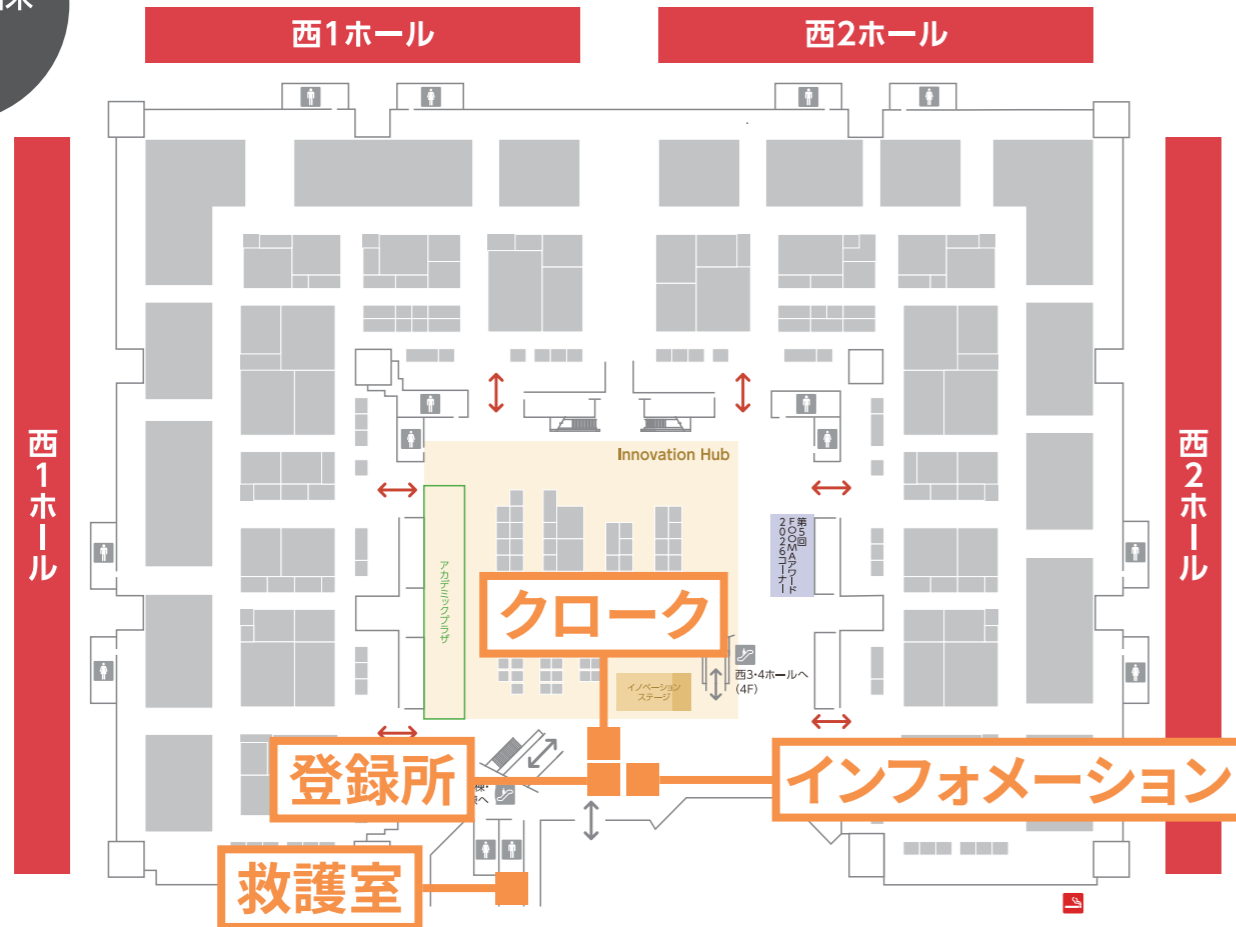 西1ホール
西2ホール
西1ホール
西2ホール
Innovation Hub
アカデミックプラザ
第5回
FOOMAアワード
2026コーナー
クローク
西3・4ホールへ
(4F)
イノベーション
ステージ
登録所
インフォメーション
救護室